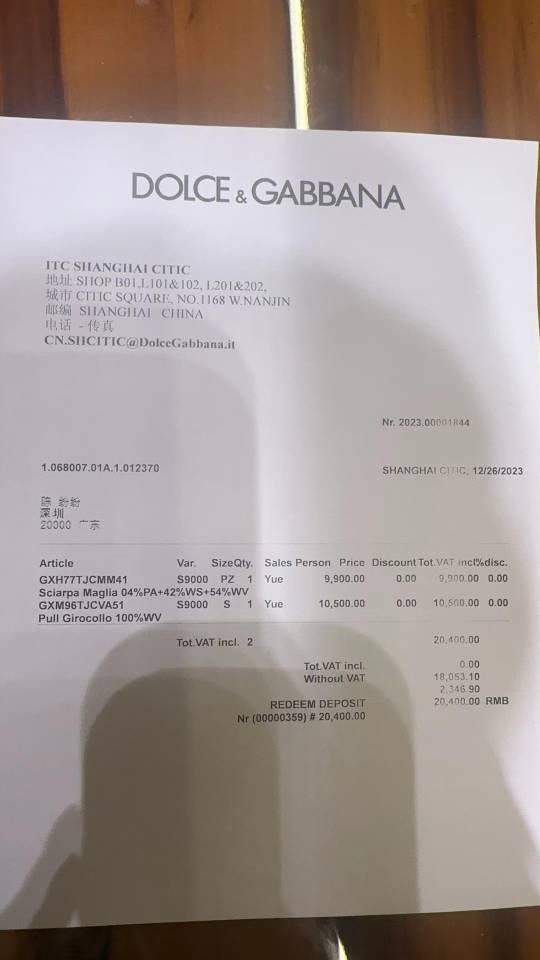 DOLCE & GABBANA
ITC SHANGHAI CITIC
地址 SHOP B01,L101&102, L201&202,
城市 CITIC SQUARE, NO.1168 W.NANJIN
邮编 SHANGHAI CHINA
电话 - 传真
CN.SHCITIC@DolceGabbana.it
Nr. 2023.00001844
1.068007.01A.1.012370 SHANGHAI CITIC, 12/26/2023
陈 纷纷
深圳
20000 广东
Article Var. SizeQty. Sales Person Price Discount Tot.VAT incl%disc.
GXH77TJCMM41 S9000 PZ 1 Yue 9,900.00 0.00 9,900.00 0.00
Sciarpa Maglia 04%PA+42%WS+54%WV
GXM96TJCVA51 S9000 S 1 Yue 10,500.00 0.00 10,500.00 0.00
Pull Girocollo 100%WV
Tot.VAT incl. 2 20,400.00
Tot.VAT incl. 0.00
Without VAT 18,053.10
2,346.90
REDEEM DEPOSIT 20,400.00 RMB
Nr (00000359) # 20,400.00